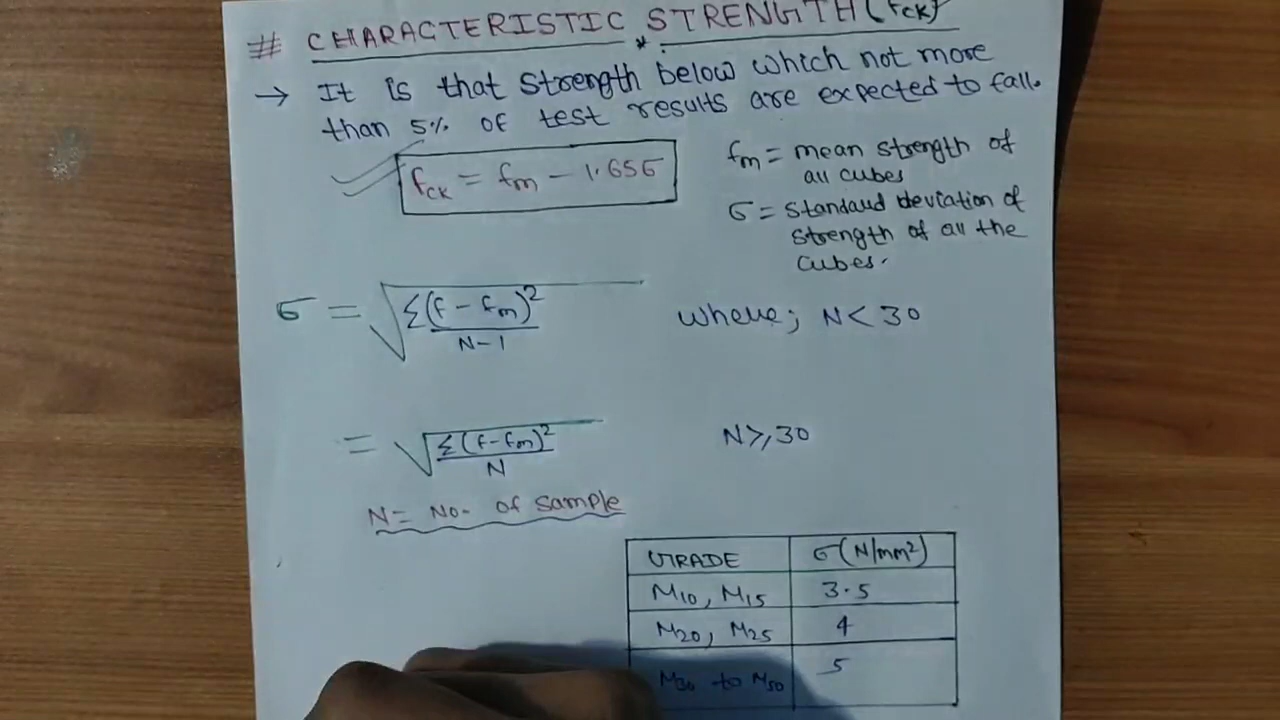 # CHARACTERISTIC STRENGTH (fck)
→ It is that strength below which not more
than 5% of test results are expected to fall.
fck = fm - 1.65σ
fm = mean strength of
all cubes
σ = standard deviation of
strength of all the
cubes.
σ = √(Σ(f - fm)² / N-1) where; N < 30
= √(Σ(f-fm)² / N) N ≥ 30
N = No. of sample
GRADE σ(N/mm²)
M10, M15 3.5
M20, M25 4
M30 to M50 5